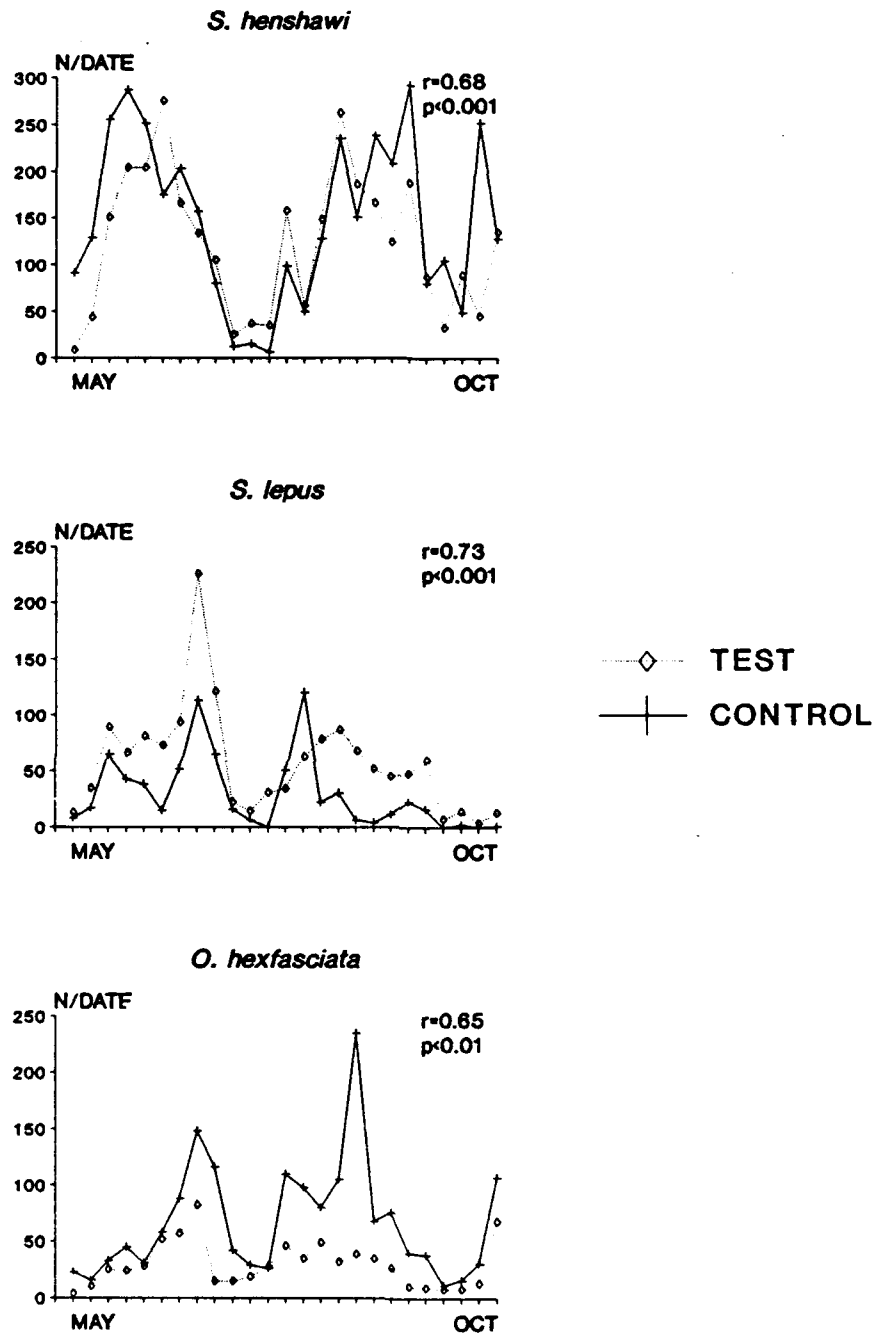 S. henshawi
N/DATE
r=0.68
p<0.001
300
250
200
150
100
50
0
MAY OCT
S. lepus
N/DATE
r=0.73
p<0.001
250
200
150
100
50
0
MAY OCT
TEST
CONTROL
O. hexfasciata
N/DATE
r=0.65
p<0.01
250
200
150
100
50
0
MAY OCT